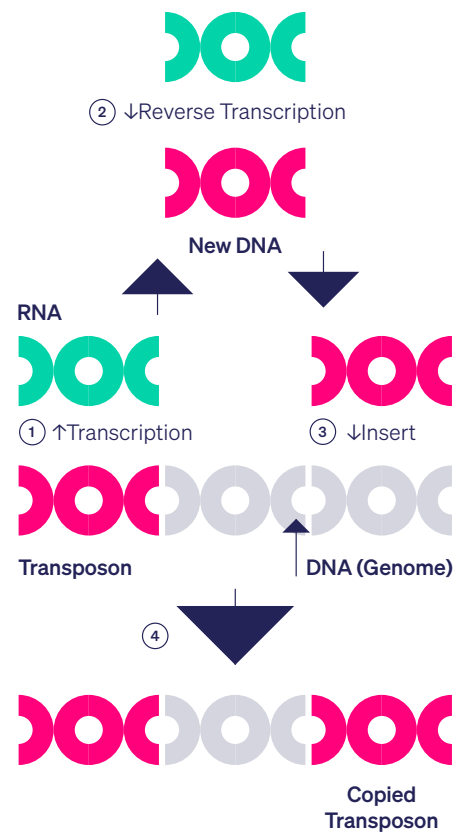 ② ↓Reverse Transcription
New DNA
RNA
① ↑Transcription
③ ↓Insert
Transposon
DNA (Genome)
④
Copied
Transposon